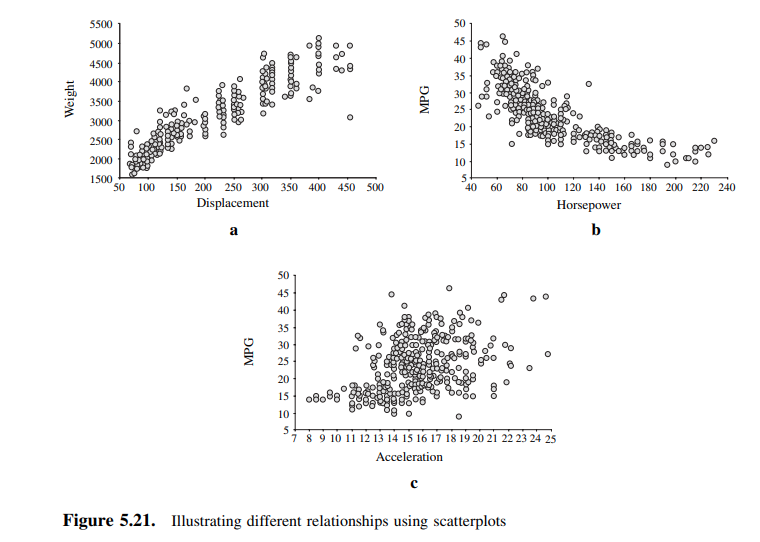 5500
5000
4500
4000
3500
3000
2500
2000
1500
Weight
50 100 150 200 250 300 350 400 450 500
Displacement
a
50
45
40
35
30
25
20
15
10
5
MPG
40 60 80 100 120 140 160 180 200 220 240
Horsepower
b
50
45
40
35
30
25
20
15
10
5
MPG
7 8 9 10 11 12 13 14 15 16 17 18 19 20 21 22 23 24 25
Acceleration
c
Figure 5.21. Illustrating different relationships using scatterplots